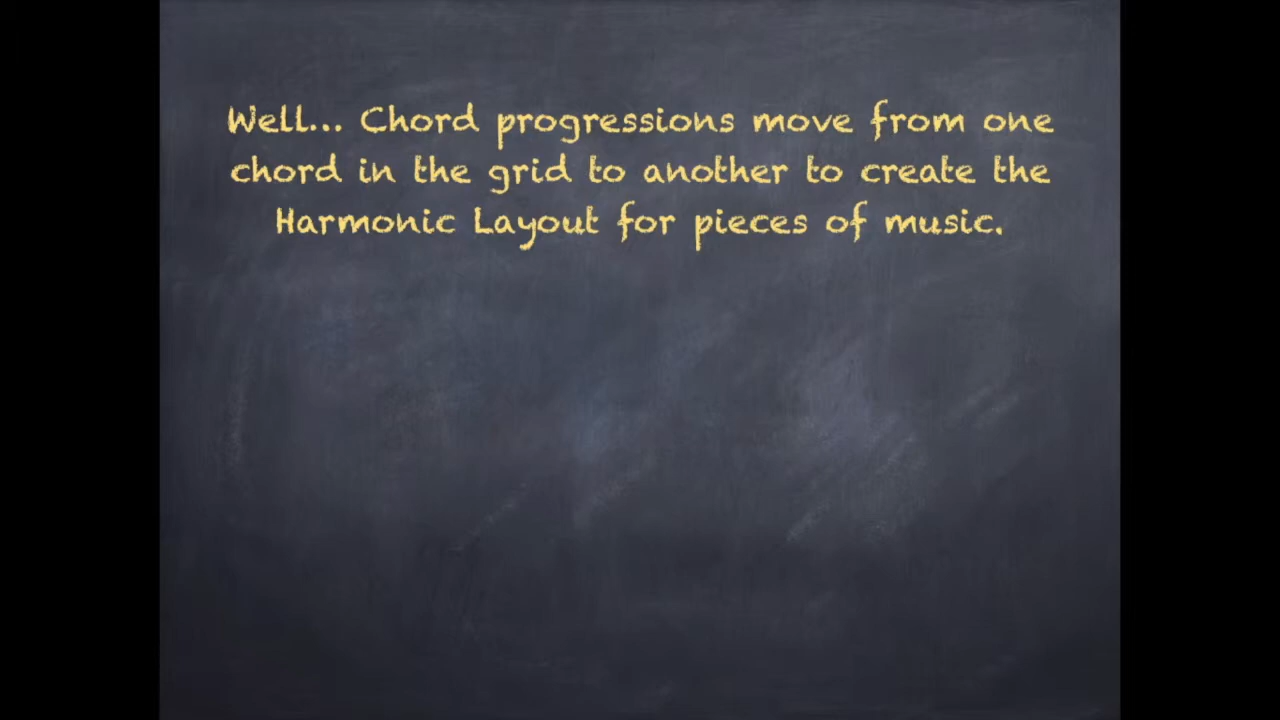 Well... Chord progressions move from one
chord in the grid to another to create the
Harmonic Layout for pieces of music.